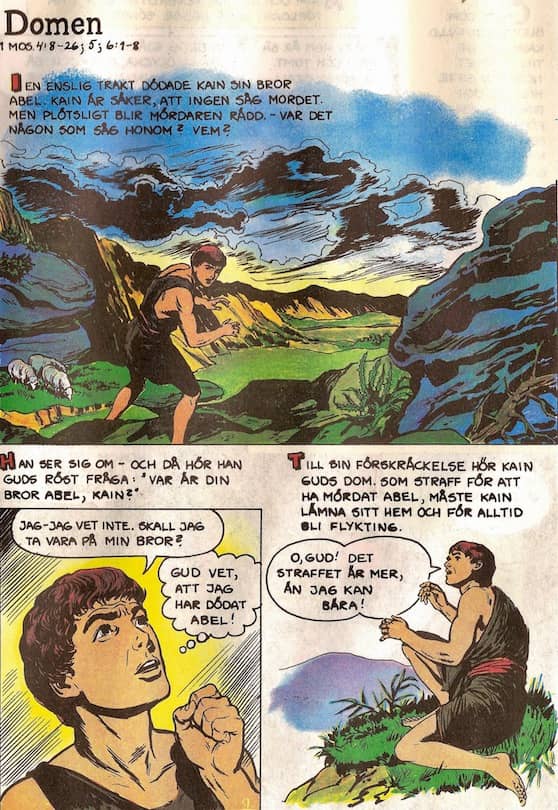 Domen
1 MOS. 4:8-26; 5; 6:1-8
I EN ENSLIG TRAKT DÖDADE KAIN SIN BROR
ABEL. KAIN ÄR SÄKER, ATT INGEN SÅG MORDET.
MEN PLÖTSLIGT BLIR MÖRDAREN RÄDD. - VAR DET
NÅGON SOM SÅG HONOM? VEM?
HAN SER SIG OM - OCH DÅ HÖR HAN
GUDS RÖST FRÅGA: "VAR ÄR DIN
BROR ABEL, KAIN?"
JAG-JAG VET INTE. SKALL JAG
TA VARA PÅ MIN BROR?
GUD VET,
ATT JAG
HAR DÖDAT
ABEL!
TILL SIN FÖRSKRÄCKELSE HÖR KAIN
GUDS DOM. SOM STRAFF FÖR ATT
HA MÖRDAT ABEL, MÅSTE KAIN
LÄMNA SITT HEM OCH FÖR ALLTID
BLI FLYKTING.
O, GUD! DET
STRAFFET ÄR MER,
ÄN JAG KAN
BÄRA!
9